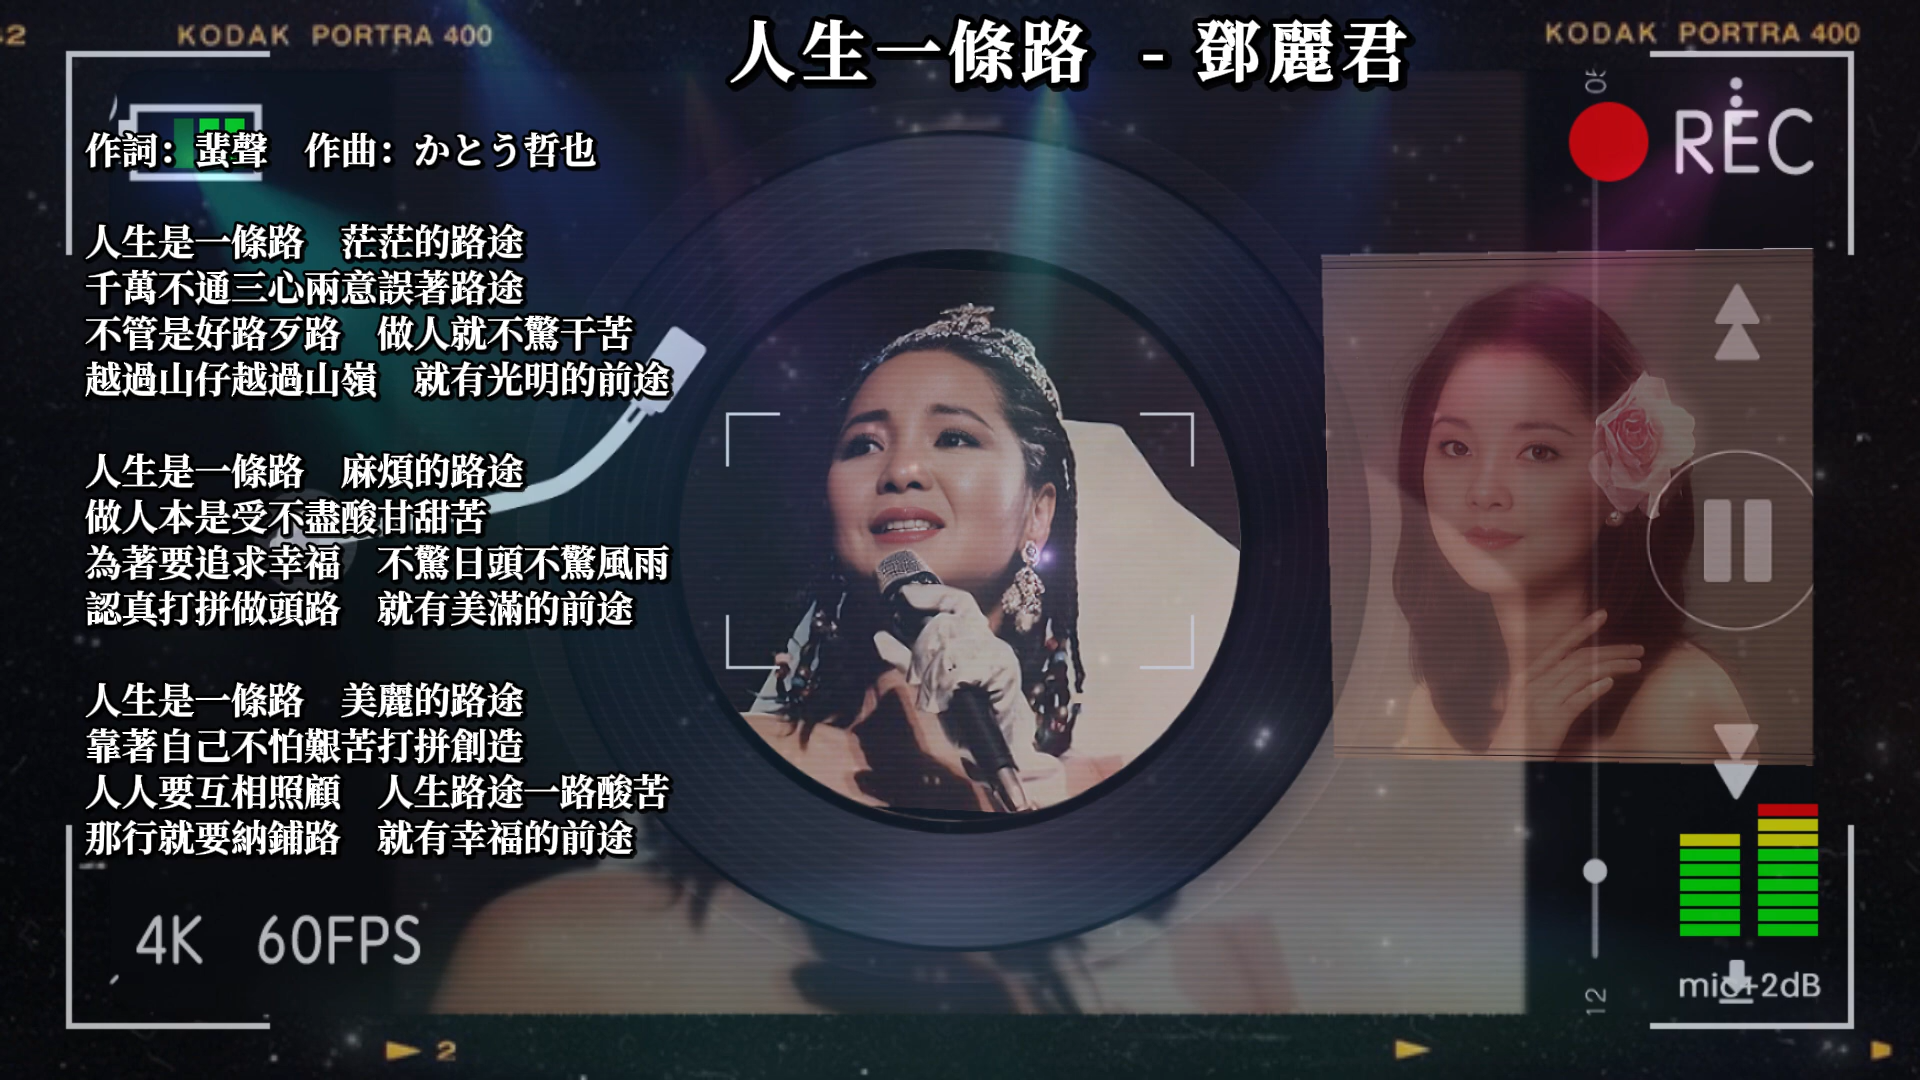 KODAK PORTRA 400
人生一條路 - 鄧麗君
KODAK PORTRA 400
REC
作詞：蜚聲　作曲：かとう哲也
人生是一條路　茫茫的路途
千萬不通三心兩意誤著路途
不管是好路歹路　做人就不驚干苦
越過山仔越過山嶺　就有光明的前途
人生是一條路　麻煩的路途
做人本是受不盡酸甘甜苦
為著要追求幸福　不驚日頭不驚風雨
認真打拼做頭路　就有美滿的前途
人生是一條路　美麗的路途
靠著自己不怕艱苦打拼創造
人人要互相照顧　人生路途一路酸苦
那行就要納鋪路　就有幸福的前途
4K 60FPS
12
mic+2dB
2